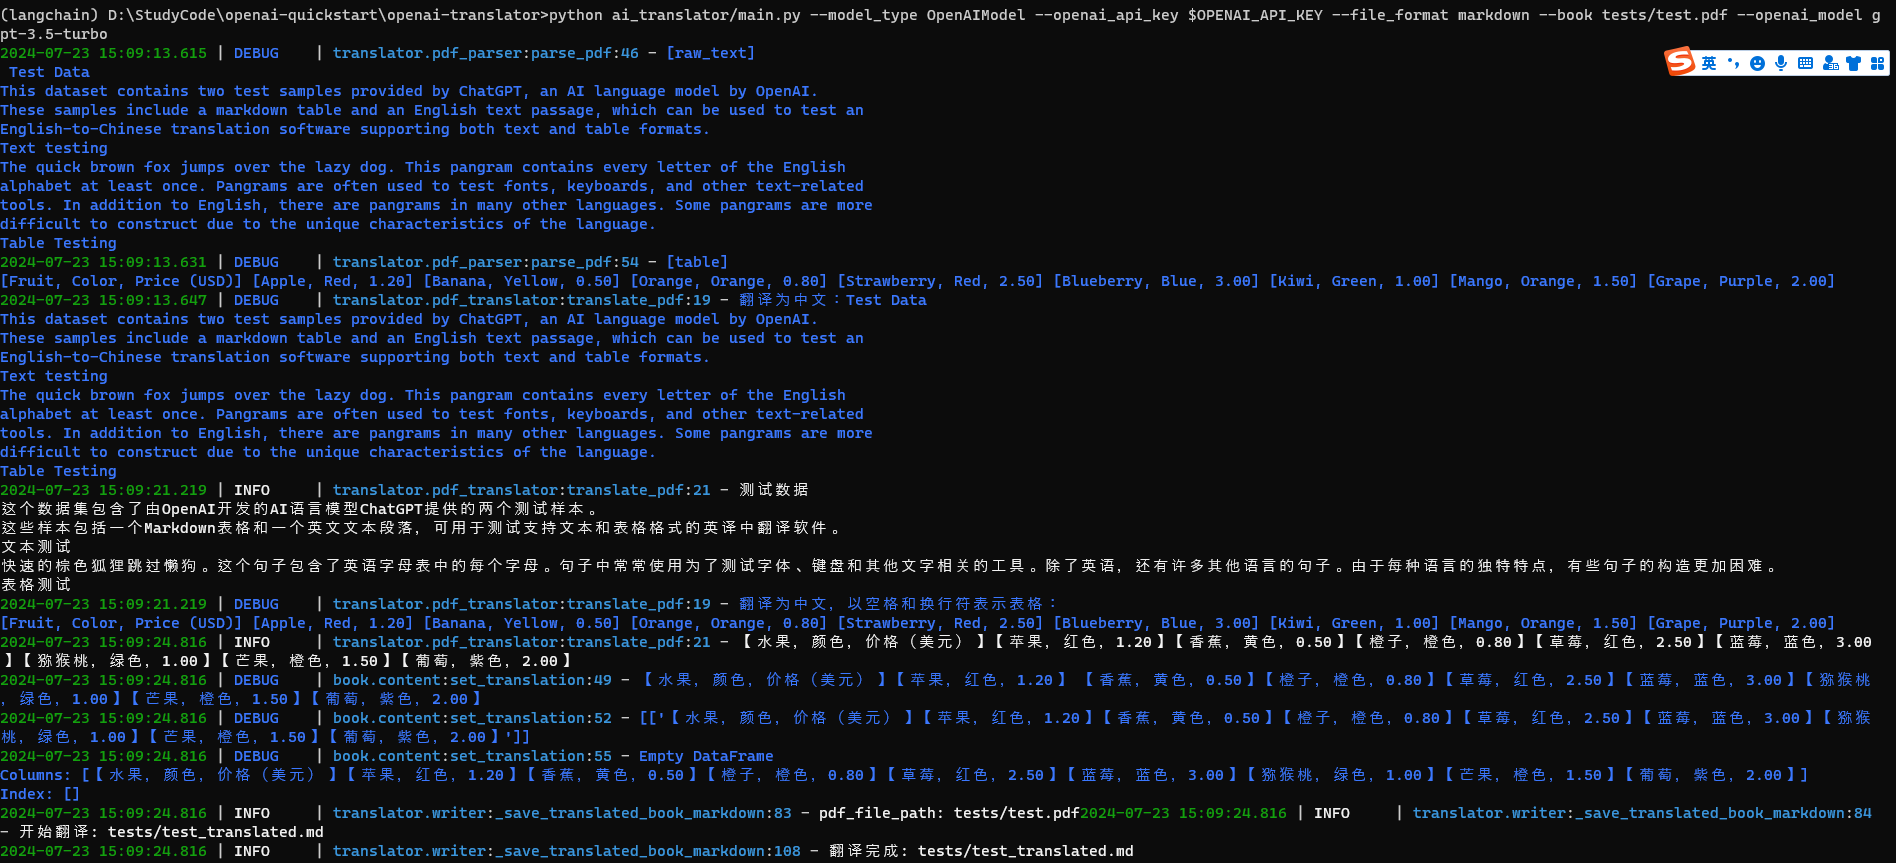 (langchain) D:\StudyCode\openai-quickstart\openai-translator>python ai_translator/main.py --model_type OpenAIModel --openai_api_key $OPENAI_API_KEY --file_format markdown --book tests/test.pdf --openai_model g
pt-3.5-turbo
2024-07-23 15:09:13.615 | DEBUG    | translator.pdf_parser:parse_pdf:46 - [raw_text]
英
 Test Data
This dataset contains two test samples provided by ChatGPT, an AI language model by OpenAI.
These samples include a markdown table and an English text passage, which can be used to test an
English-to-Chinese translation software supporting both text and table formats.
Text testing
The quick brown fox jumps over the lazy dog. This pangram contains every letter of the English
alphabet at least once. Pangrams are often used to test fonts, keyboards, and other text-related
tools. In addition to English, there are pangrams in many other languages. Some pangrams are more
difficult to construct due to the unique characteristics of the language.
Table Testing
2024-07-23 15:09:13.631 | DEBUG    | translator.pdf_parser:parse_pdf:54 - [table]
[Fruit, Color, Price (USD)] [Apple, Red, 1.20] [Banana, Yellow, 0.50] [Orange, Orange, 0.80] [Strawberry, Red, 2.50] [Blueberry, Blue, 3.00] [Kiwi, Green, 1.00] [Mango, Orange, 1.50] [Grape, Purple, 2.00]
2024-07-23 15:09:13.647 | DEBUG    | translator.pdf_translator:translate_pdf:19 - 翻译为中文：Test Data
This dataset contains two test samples provided by ChatGPT, an AI language model by OpenAI.
These samples include a markdown table and an English text passage, which can be used to test an
English-to-Chinese translation software supporting both text and table formats.
Text testing
The quick brown fox jumps over the lazy dog. This pangram contains every letter of the English
alphabet at least once. Pangrams are often used to test fonts, keyboards, and other text-related
tools. In addition to English, there are pangrams in many other languages. Some pangrams are more
difficult to construct due to the unique characteristics of the language.
Table Testing
2024-07-23 15:09:21.219 | INFO     | translator.pdf_translator:translate_pdf:21 - 测试数据
这个数据集包含了由OpenAI开发的AI语言模型ChatGPT提供的两个测试样本。
这些样本包括一个Markdown表格和一个英文文本段落，可用于测试支持文本和表格格式的英译中翻译软件。
文本测试
快速的棕色狐狸跳过懒狗。这个句子包含了英语字母表中的每个字母。句子中常常使用为了测试字体、键盘和其他文字相关的工具。除了英语，还有许多其他语言的句子。由于每种语言的独特特点，有些句子的构造更加困难。
表格测试
2024-07-23 15:09:21.219 | DEBUG    | translator.pdf_translator:translate_pdf:19 - 翻译为中文，以空格和换行符表示表格：
[Fruit, Color, Price (USD)] [Apple, Red, 1.20] [Banana, Yellow, 0.50] [Orange, Orange, 0.80] [Strawberry, Red, 2.50] [Blueberry, Blue, 3.00] [Kiwi, Green, 1.00] [Mango, Orange, 1.50] [Grape, Purple, 2.00]
2024-07-23 15:09:24.816 | INFO     | translator.pdf_translator:translate_pdf:21 - 【水果，颜色，价格（美元）】【苹果，红色，1.20】【香蕉，黄色，0.50】【橙子，橙色，0.80】【草莓，红色，2.50】【蓝莓，蓝色，3.00
】【猕猴桃，绿色，1.00】【芒果，橙色，1.50】【葡萄，紫色，2.00】
2024-07-23 15:09:24.816 | DEBUG    | book.content:set_translation:49 - 【水果，颜色，价格（美元）】【苹果，红色，1.20】 【香蕉，黄色，0.50】【橙子，橙色，0.80】【草莓，红色，2.50】【蓝莓，蓝色，3.00】【猕猴桃
，绿色，1.00】【芒果，橙色，1.50】【葡萄，紫色，2.00】
2024-07-23 15:09:24.816 | DEBUG    | book.content:set_translation:52 - [['【水果，颜色，价格（美元）】【苹果，红色，1.20】【香蕉，黄色，0.50】【橙子，橙色，0.80】【草莓，红色，2.50】【蓝莓，蓝色，3.00】【猕猴
桃，绿色，1.00】【芒果，橙色，1.50】【葡萄，紫色，2.00】']]
2024-07-23 15:09:24.816 | DEBUG    | book.content:set_translation:55 - Empty DataFrame
Columns: [【水果，颜色，价格（美元）】【苹果，红色，1.20】【香蕉，黄色，0.50】【橙子，橙色，0.80】【草莓，红色，2.50】【蓝莓，蓝色，3.00】【猕猴桃，绿色，1.00】【芒果，橙色，1.50】【葡萄，紫色，2.00】]
Index: []
2024-07-23 15:09:24.816 | INFO     | translator.writer:_save_translated_book_markdown:83 - pdf_file_path: tests/test.pdf2024-07-23 15:09:24.816 | INFO     | translator.writer:_save_translated_book_markdown:84
- 开始翻译: tests/test_translated.md
2024-07-23 15:09:24.816 | INFO     | translator.writer:_save_translated_book_markdown:108 - 翻译完成: tests/test_translated.md